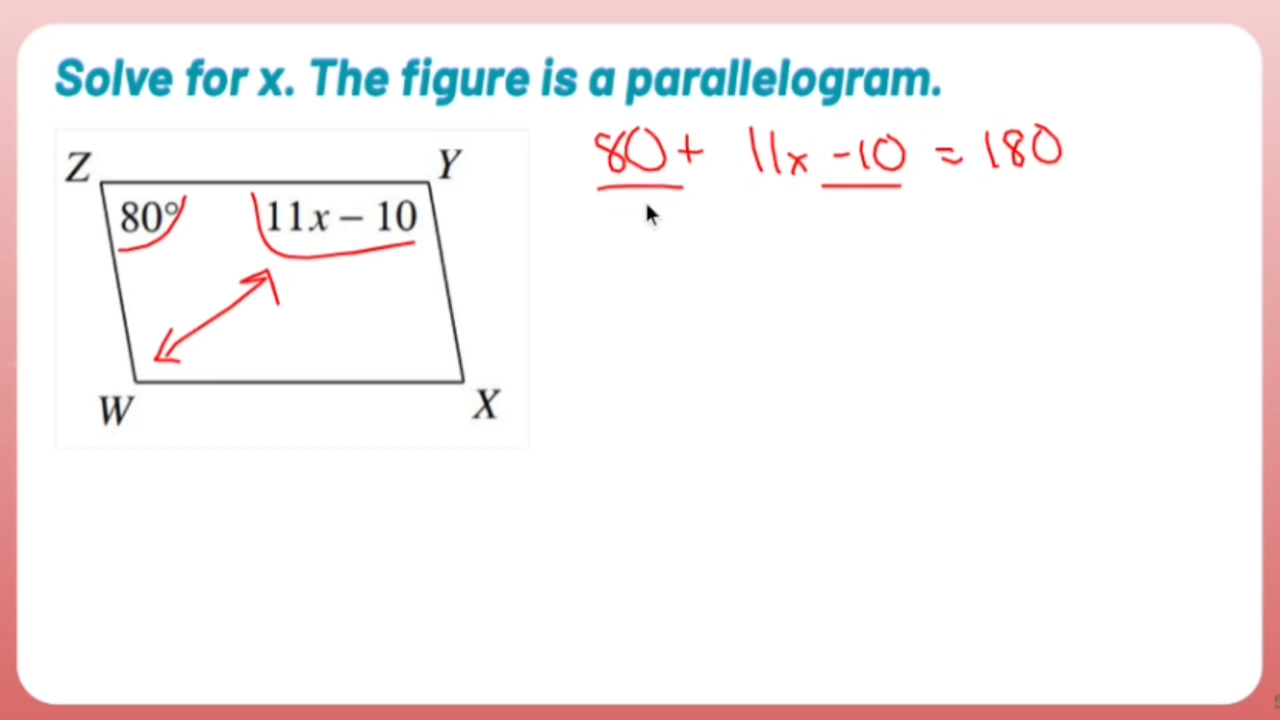 Solve for x. The figure is a parallelogram.
80 + 11x - 10 = 180
Z Y
80° 11x – 10
W X